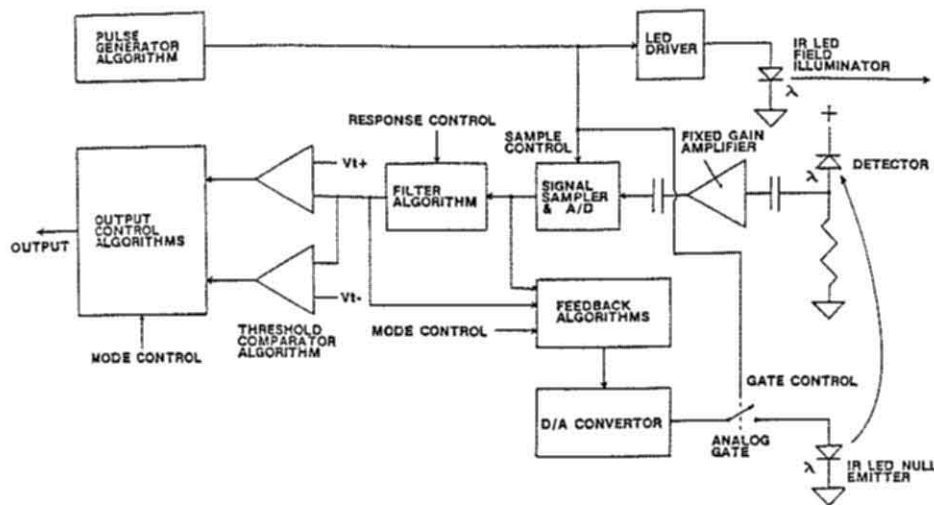 PULSE
GENERATOR
ALGORITHM
LED
DRIVER
IR LED
FIELD
ILLUMINATOR
λ
RESPONSE CONTROL
SAMPLE
CONTROL
FIXED GAIN
AMPLIFIER
+
DETECTOR
λ
Vt+
FILTER
ALGORITHM
SIGNAL
SAMPLER
& A/D
OUTPUT
CONTROL
ALGORITHMS
OUTPUT
Vt-
THRESHOLD
COMPARATOR
ALGORITHM
MODE CONTROL
FEEDBACK
ALGORITHMS
MODE CONTROL
GATE CONTROL
D/A CONVERTOR
ANALOG
GATE
λ
IR LED NULL
EMITTER